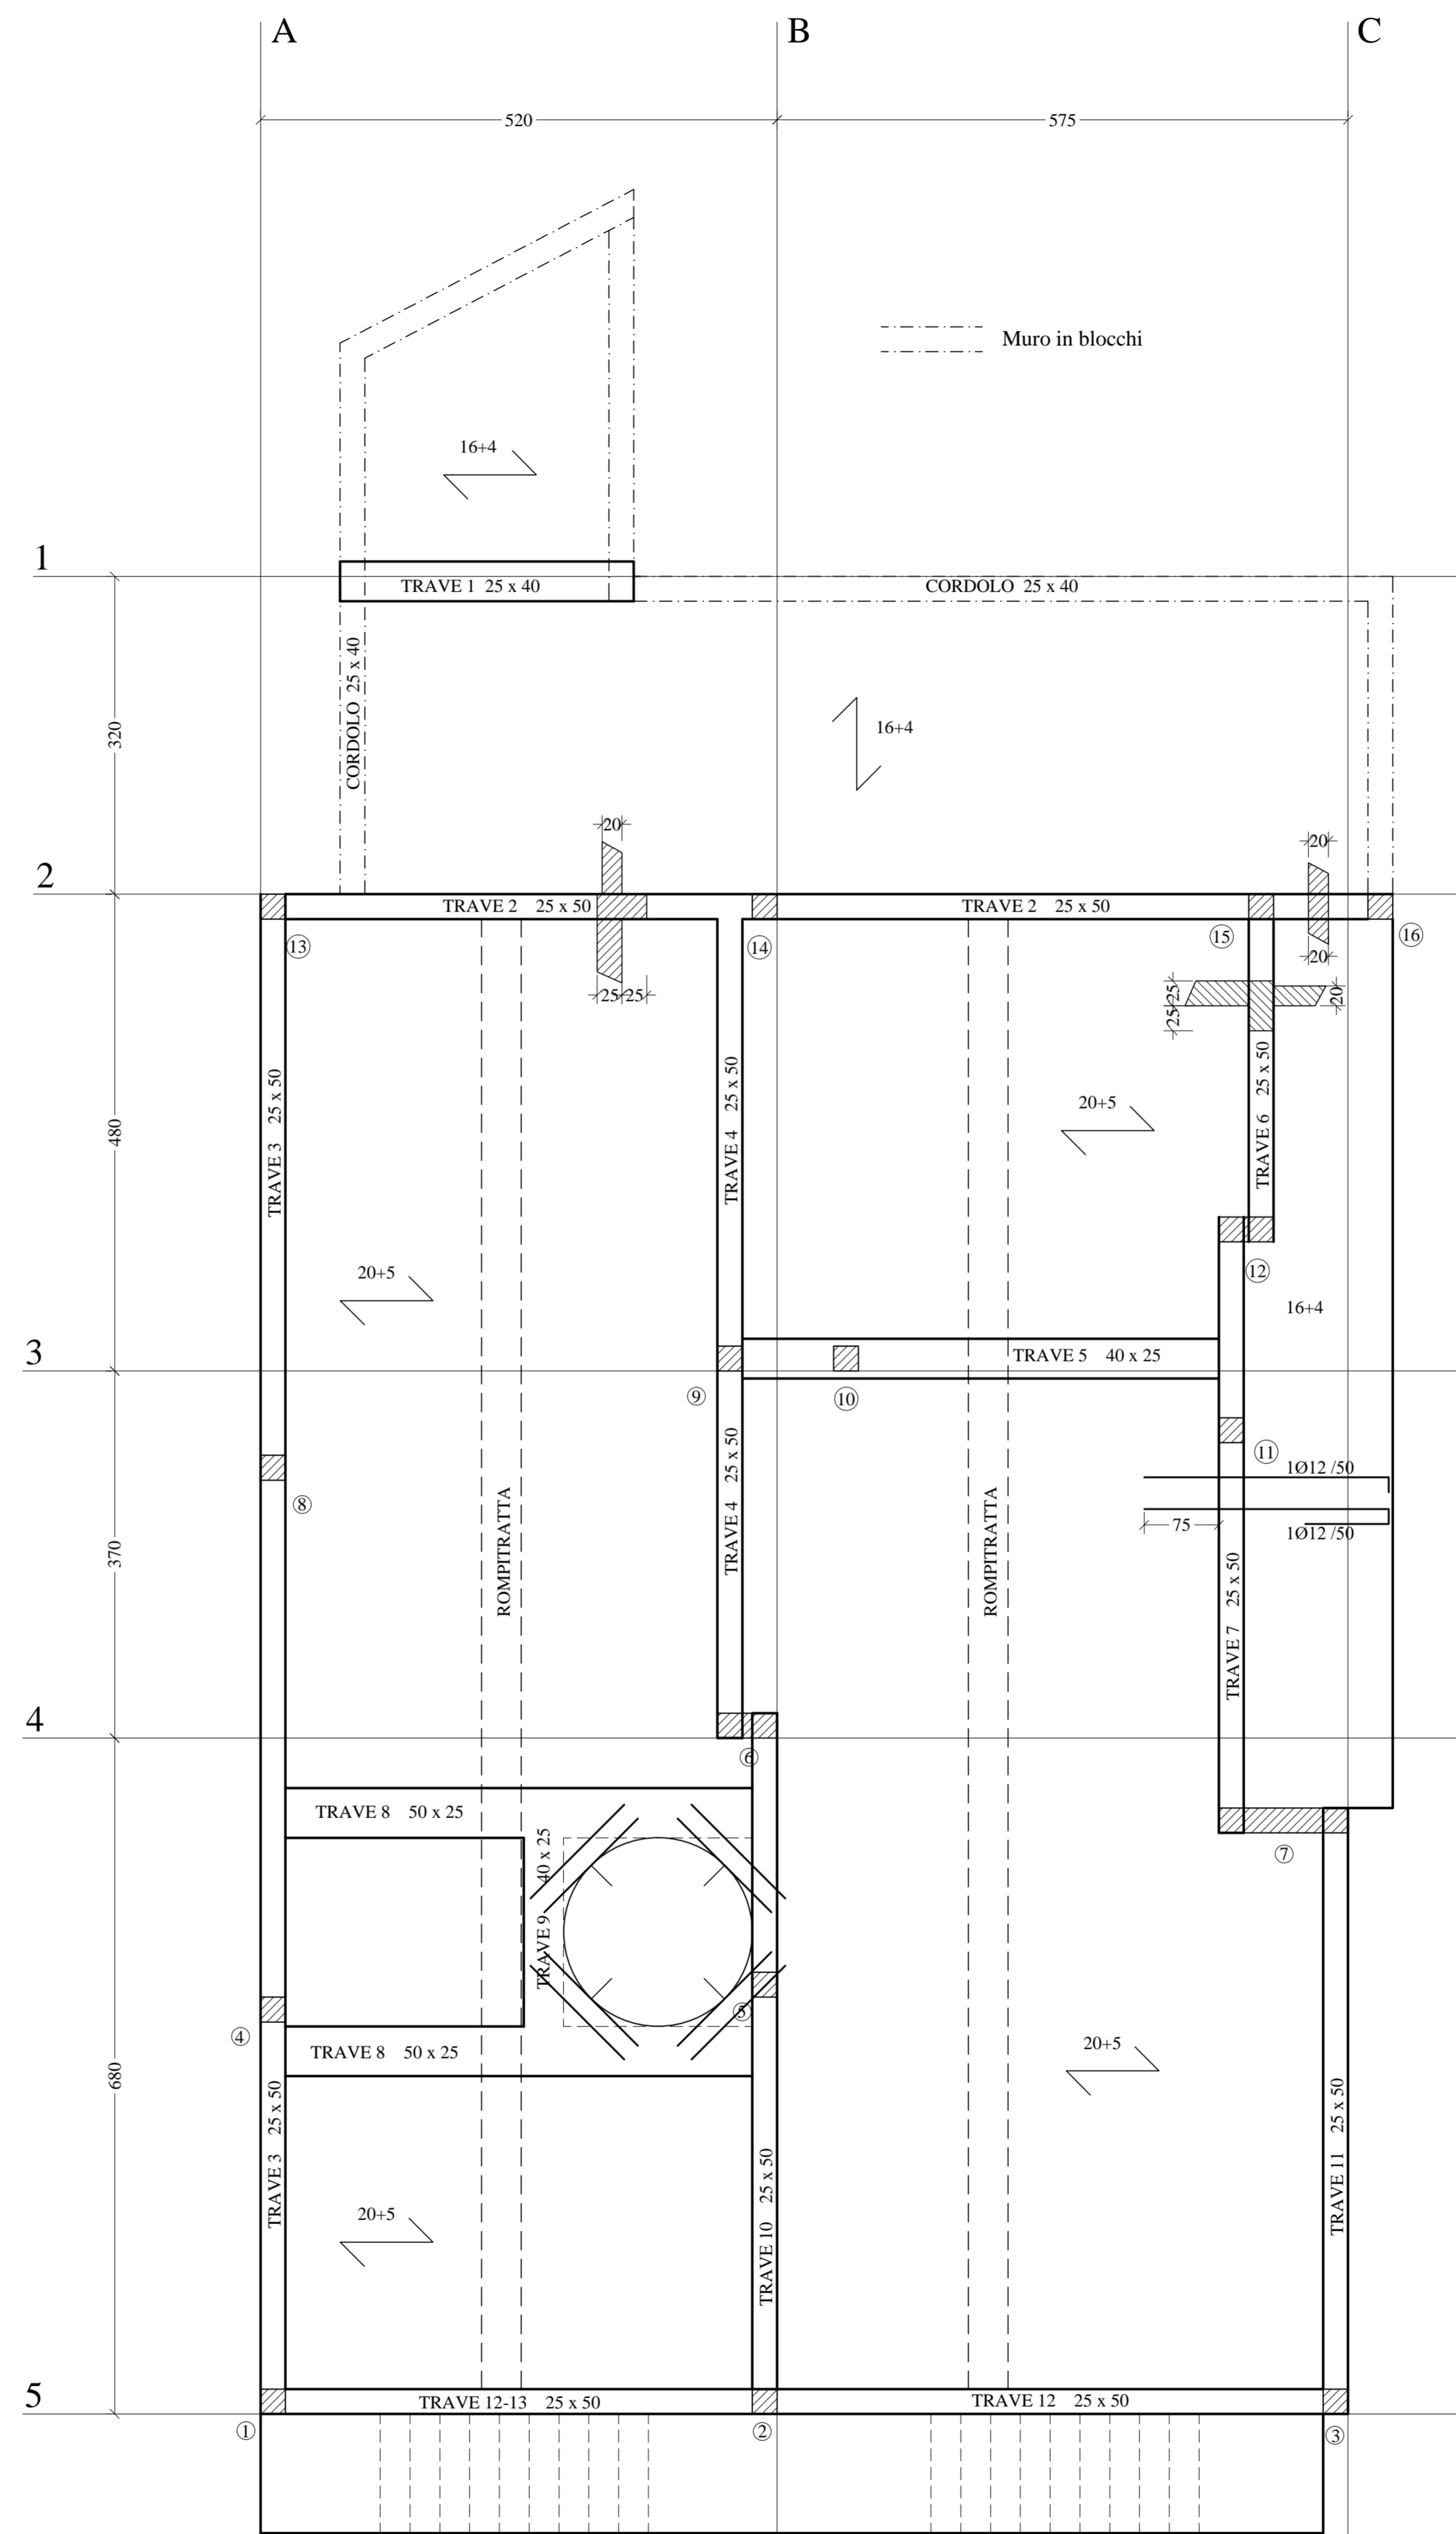 A
B
C
520
575
Muro in blocchi
16+4
1
TRAVE 1 25 x 40
CORDOLO 25 x 40
CORDOLO 25 x 40
320
16+4
20
20
2
TRAVE 2 25 x 50
TRAVE 2 25 x 50
13
14
15
16
20
25 25
25 25
20
TRAVE 3 25 x 50
TRAVE 4 25 x 50
TRAVE 6 25 x 50
480
20+5
20+5
12
16+4
3
TRAVE 5 40 x 25
9
10
11
8
1Ø12 /50
75
1Ø12 /50
370
ROMPITRATTA
TRAVE 4 25 x 50
ROMPITRATTA
TRAVE 7 25 x 50
4
6
TRAVE 8 50 x 25
7
TRAVE 9 40 x 25
5
4
TRAVE 8 50 x 25
20+5
680
TRAVE 3 25 x 50
TRAVE 10 25 x 50
TRAVE 11 25 x 50
20+5
5
TRAVE 12-13 25 x 50
TRAVE 12 25 x 50
1
2
3